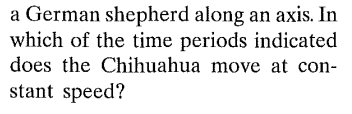 a German shepherd along an axis. In
which of the time periods indicated
does the Chihuahua move at con-
stant speed?